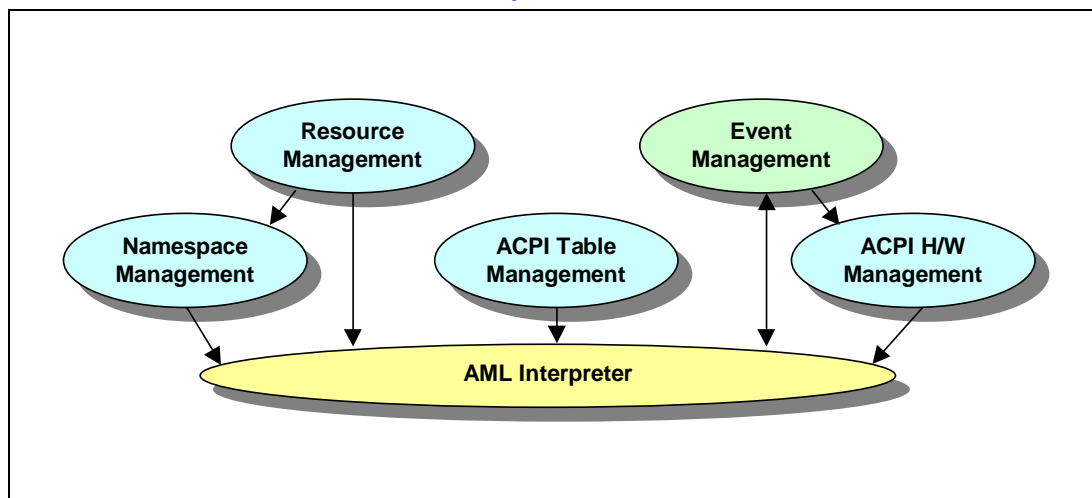 Resource
Management
Event
Management
Namespace
Management
ACPI Table
Management
ACPI H/W
Management
AML Interpreter